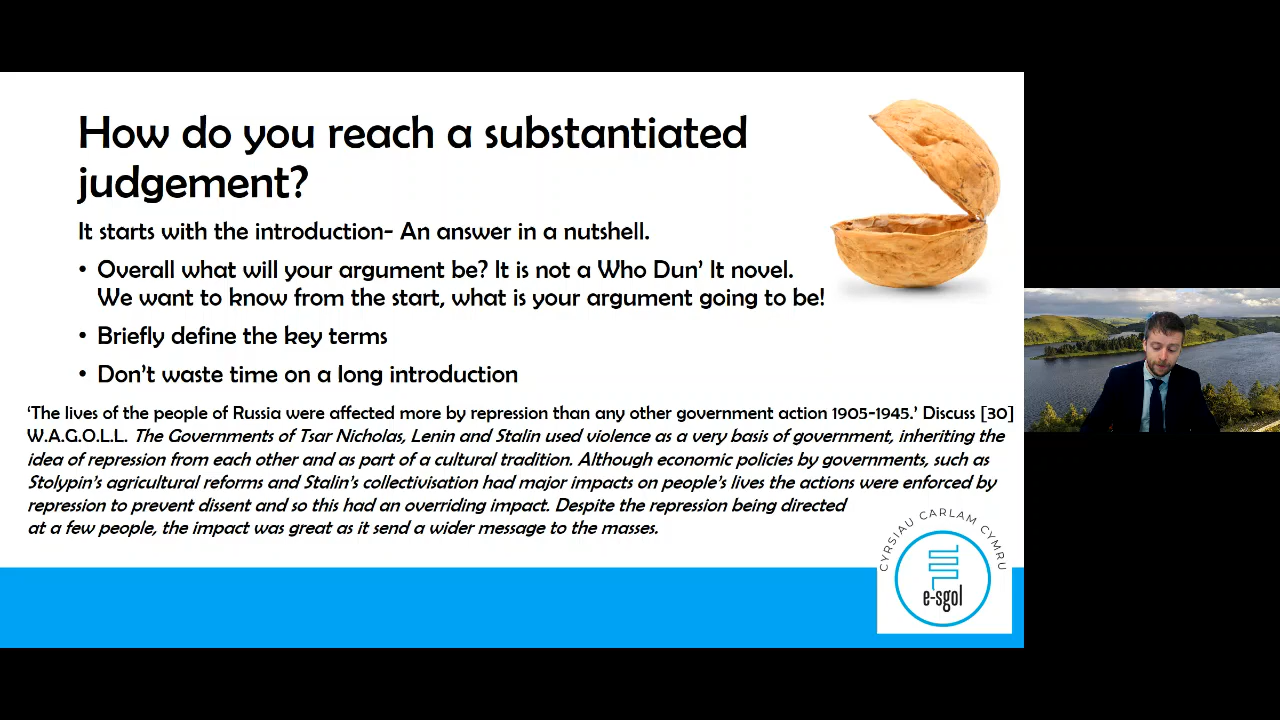 How do you reach a substantiated
judgement?
It starts with the introduction- An answer in a nutshell.
• Overall what will your argument be? It is not a Who Dun’ It novel.
We want to know from the start, what is your argument going to be!
• Briefly define the key terms
• Don’t waste time on a long introduction
‘The lives of the people of Russia were affected more by repression than any other government action 1905-1945.’ Discuss [30]
W.A.G.O.L.L. The Governments of Tsar Nicholas, Lenin and Stalin used violence as a very basis of government, inheriting the
idea of repression from each other and as part of a cultural tradition. Although economic policies by governments, such as
Stolypin’s agricultural reforms and Stalin’s collectivisation had major impacts on people’s lives the actions were enforced by
repression to prevent dissent and so this had an overriding impact. Despite the repression being directed
at a few people, the impact was great as it send a wider message to the masses.
CYRSIAU CARLAM CYMRU
e-sgol